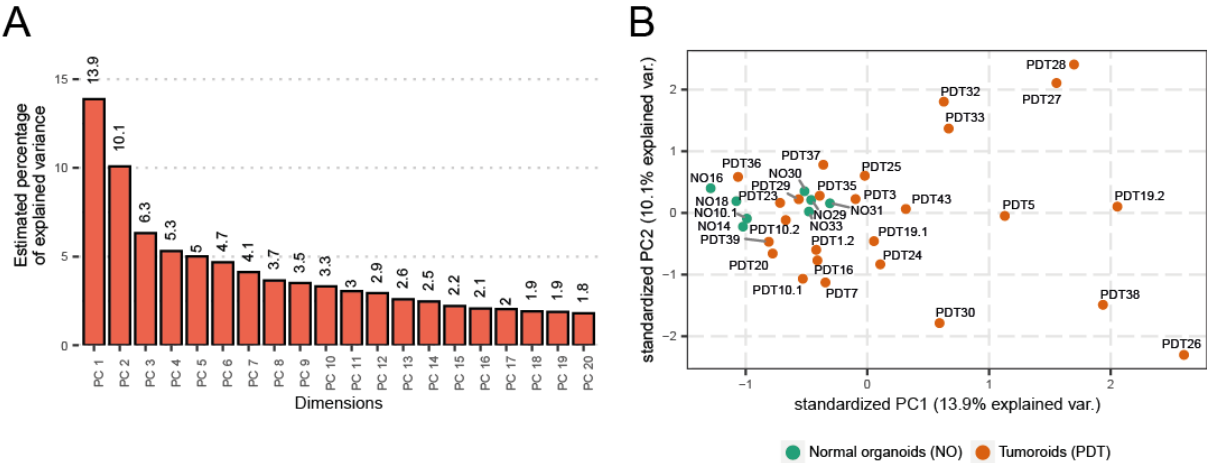 A
Estimated percentage
of explained variance
15
10
5
0
13.9
10.1
6.3
5.3
5
4.7
4.1
3.7
3.5
3.3
3
2.9
2.6
2.5
2.2
2.1
2
1.9
1.9
1.8
PC 1
PC 2
PC 3
PC 4
PC 5
PC 6
PC 7
PC 8
PC 9
PC 10
PC 11
PC 12
PC 13
PC 14
PC 15
PC 16
PC 17
PC 18
PC 19
PC 20
Dimensions
B
standardized PC2 (10.1% explained var.)
2
1
0
−1
−2
PDT28
PDT27
PDT32
PDT33
PDT37
PDT36
NO30
PDT25
NO16
PDT29
PDT35
PDT3
PDT19.2
NO18
PDT23
PDT43
NO10.1
NO29
NO31
PDT5
NO14
PDT10.2
NO33
PDT39
PDT1.2
PDT19.1
PDT20
PDT16
PDT24
PDT10.1
PDT7
PDT38
PDT30
PDT26
−1
0
1
2
standardized PC1 (13.9% explained var.)
Normal organoids (NO)
Tumoroids (PDT)